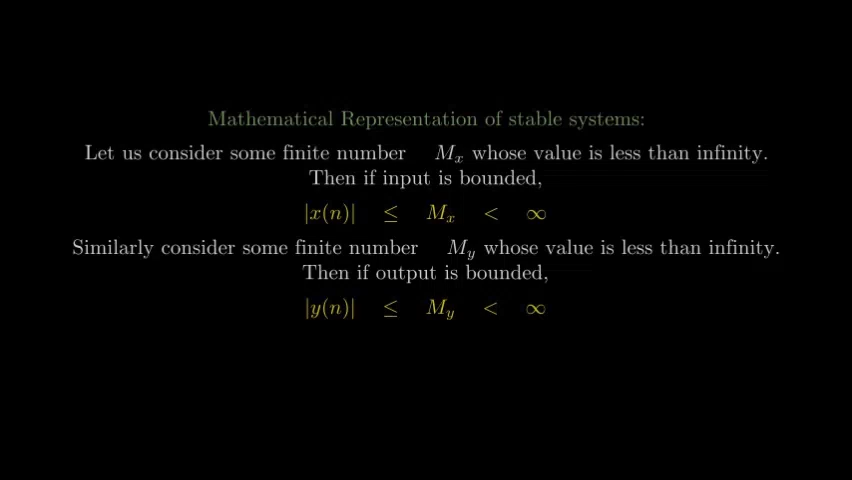 Mathematical Representation of stable systems:
Let us consider some finite number M_x whose value is less than infinity.
Then if input is bounded,
|x(n)| ≤ M_x < ∞
Similarly consider some finite number M_y whose value is less than infinity.
Then if output is bounded,
|y(n)| ≤ M_y < ∞